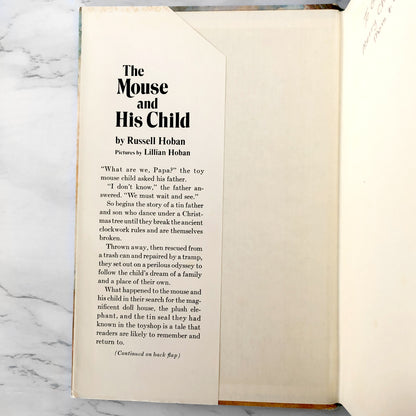 The
Mouse
and
His Child
by Russell Hoban
Pictures by Lillian Hoban
"What are we, Papa?" the toy
mouse child asked his father.
"I don't know," the father an-
swered. "We must wait and see."
So begins the story of a tin father
and son who dance under a Christ-
mas tree until they break the ancient
clockwork rules and are themselves
broken.
Thrown away, then rescued from
a trash can and repaired by a tramp,
they set out on a perilous odyssey to
follow the child's dream of a family
and a place of their own.
What happened to the mouse and
his child in their search for the mag-
nificent doll house, the plush ele-
phant, and the tin seal they had
known in the toyshop is a tale that
readers are likely to remember and
return to.
(Continued on back flap)